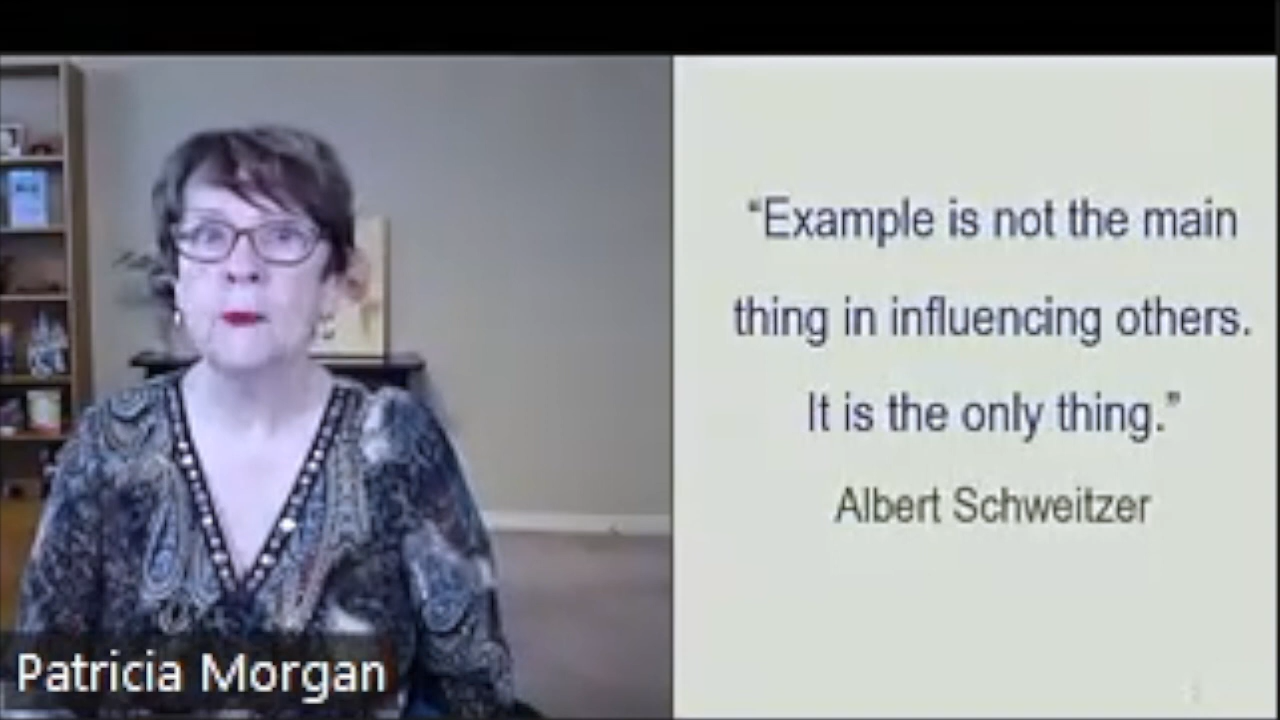 “Example is not the main
thing in influencing others.
It is the only thing.”
Albert Schweitzer
Patricia Morgan